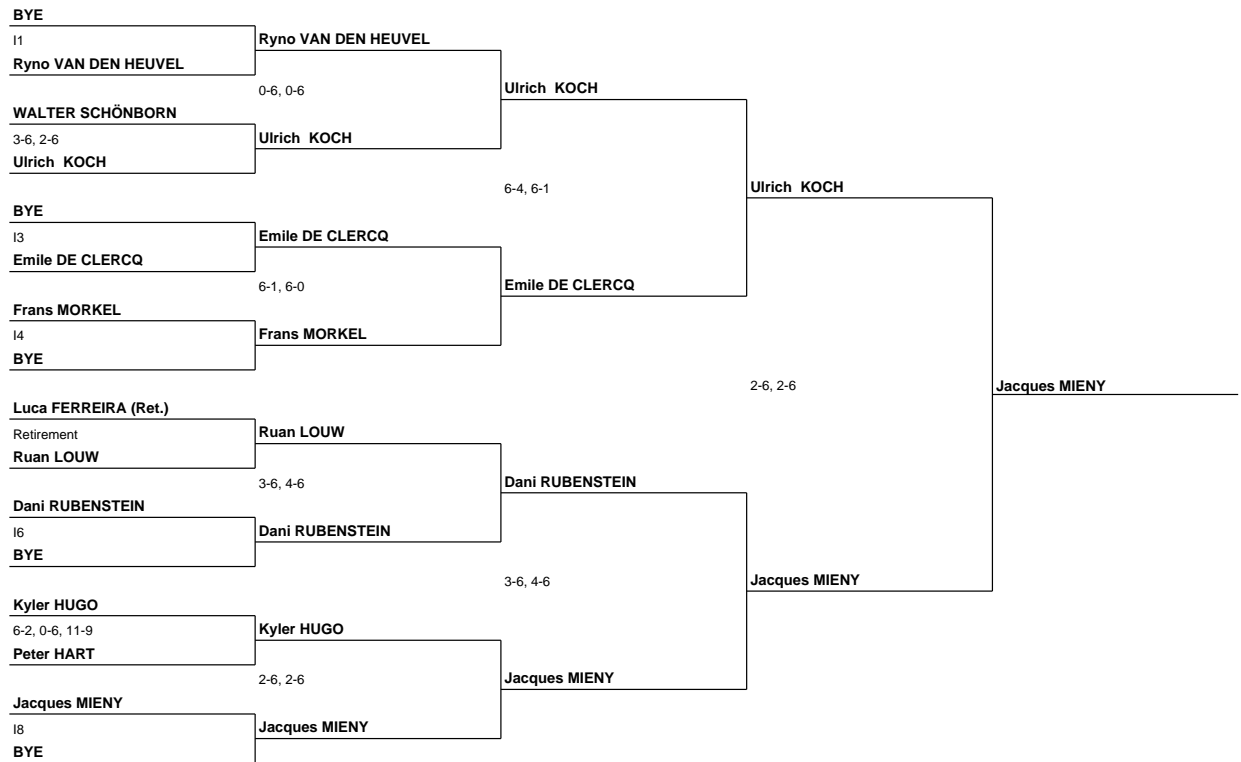 BYE
I1
Ryno VAN DEN HEUVEL
WALTER SCHÖNBORN
3-6, 2-6
Ulrich  KOCH
BYE
I3
Emile DE CLERCQ
Frans MORKEL
I4
BYE
Luca FERREIRA (Ret.)
Retirement
Ruan LOUW
Dani RUBENSTEIN
I6
BYE
Kyler HUGO
6-2, 0-6, 11-9
Peter HART
Jacques MIENY
I8
BYE
Ryno VAN DEN HEUVEL
0-6, 0-6
Ulrich  KOCH
Emile DE CLERCQ
6-1, 6-0
Frans MORKEL
Ruan LOUW
3-6, 4-6
Dani RUBENSTEIN
Kyler HUGO
2-6, 2-6
Jacques MIENY
Ulrich  KOCH
6-4, 6-1
Emile DE CLERCQ
Dani RUBENSTEIN
3-6, 4-6
Jacques MIENY
Ulrich  KOCH
2-6, 2-6
Jacques MIENY
Jacques MIENY